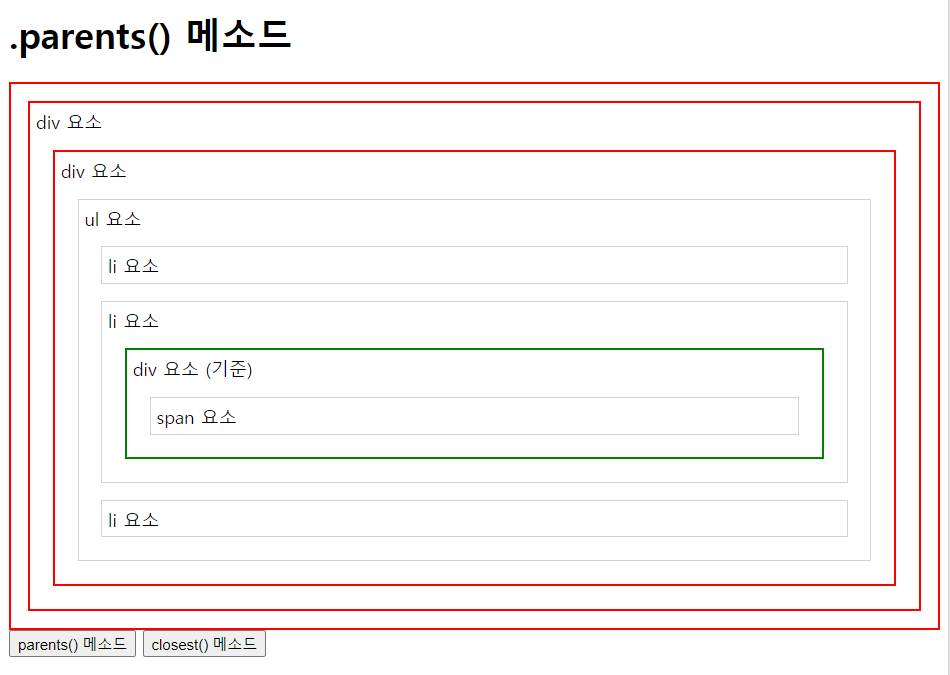 .parents() 메소드
div 요소
div 요소
ul 요소
li 요소
li 요소
div 요소 (기준)
span 요소
li 요소
parents() 메소드 closest() 메소드